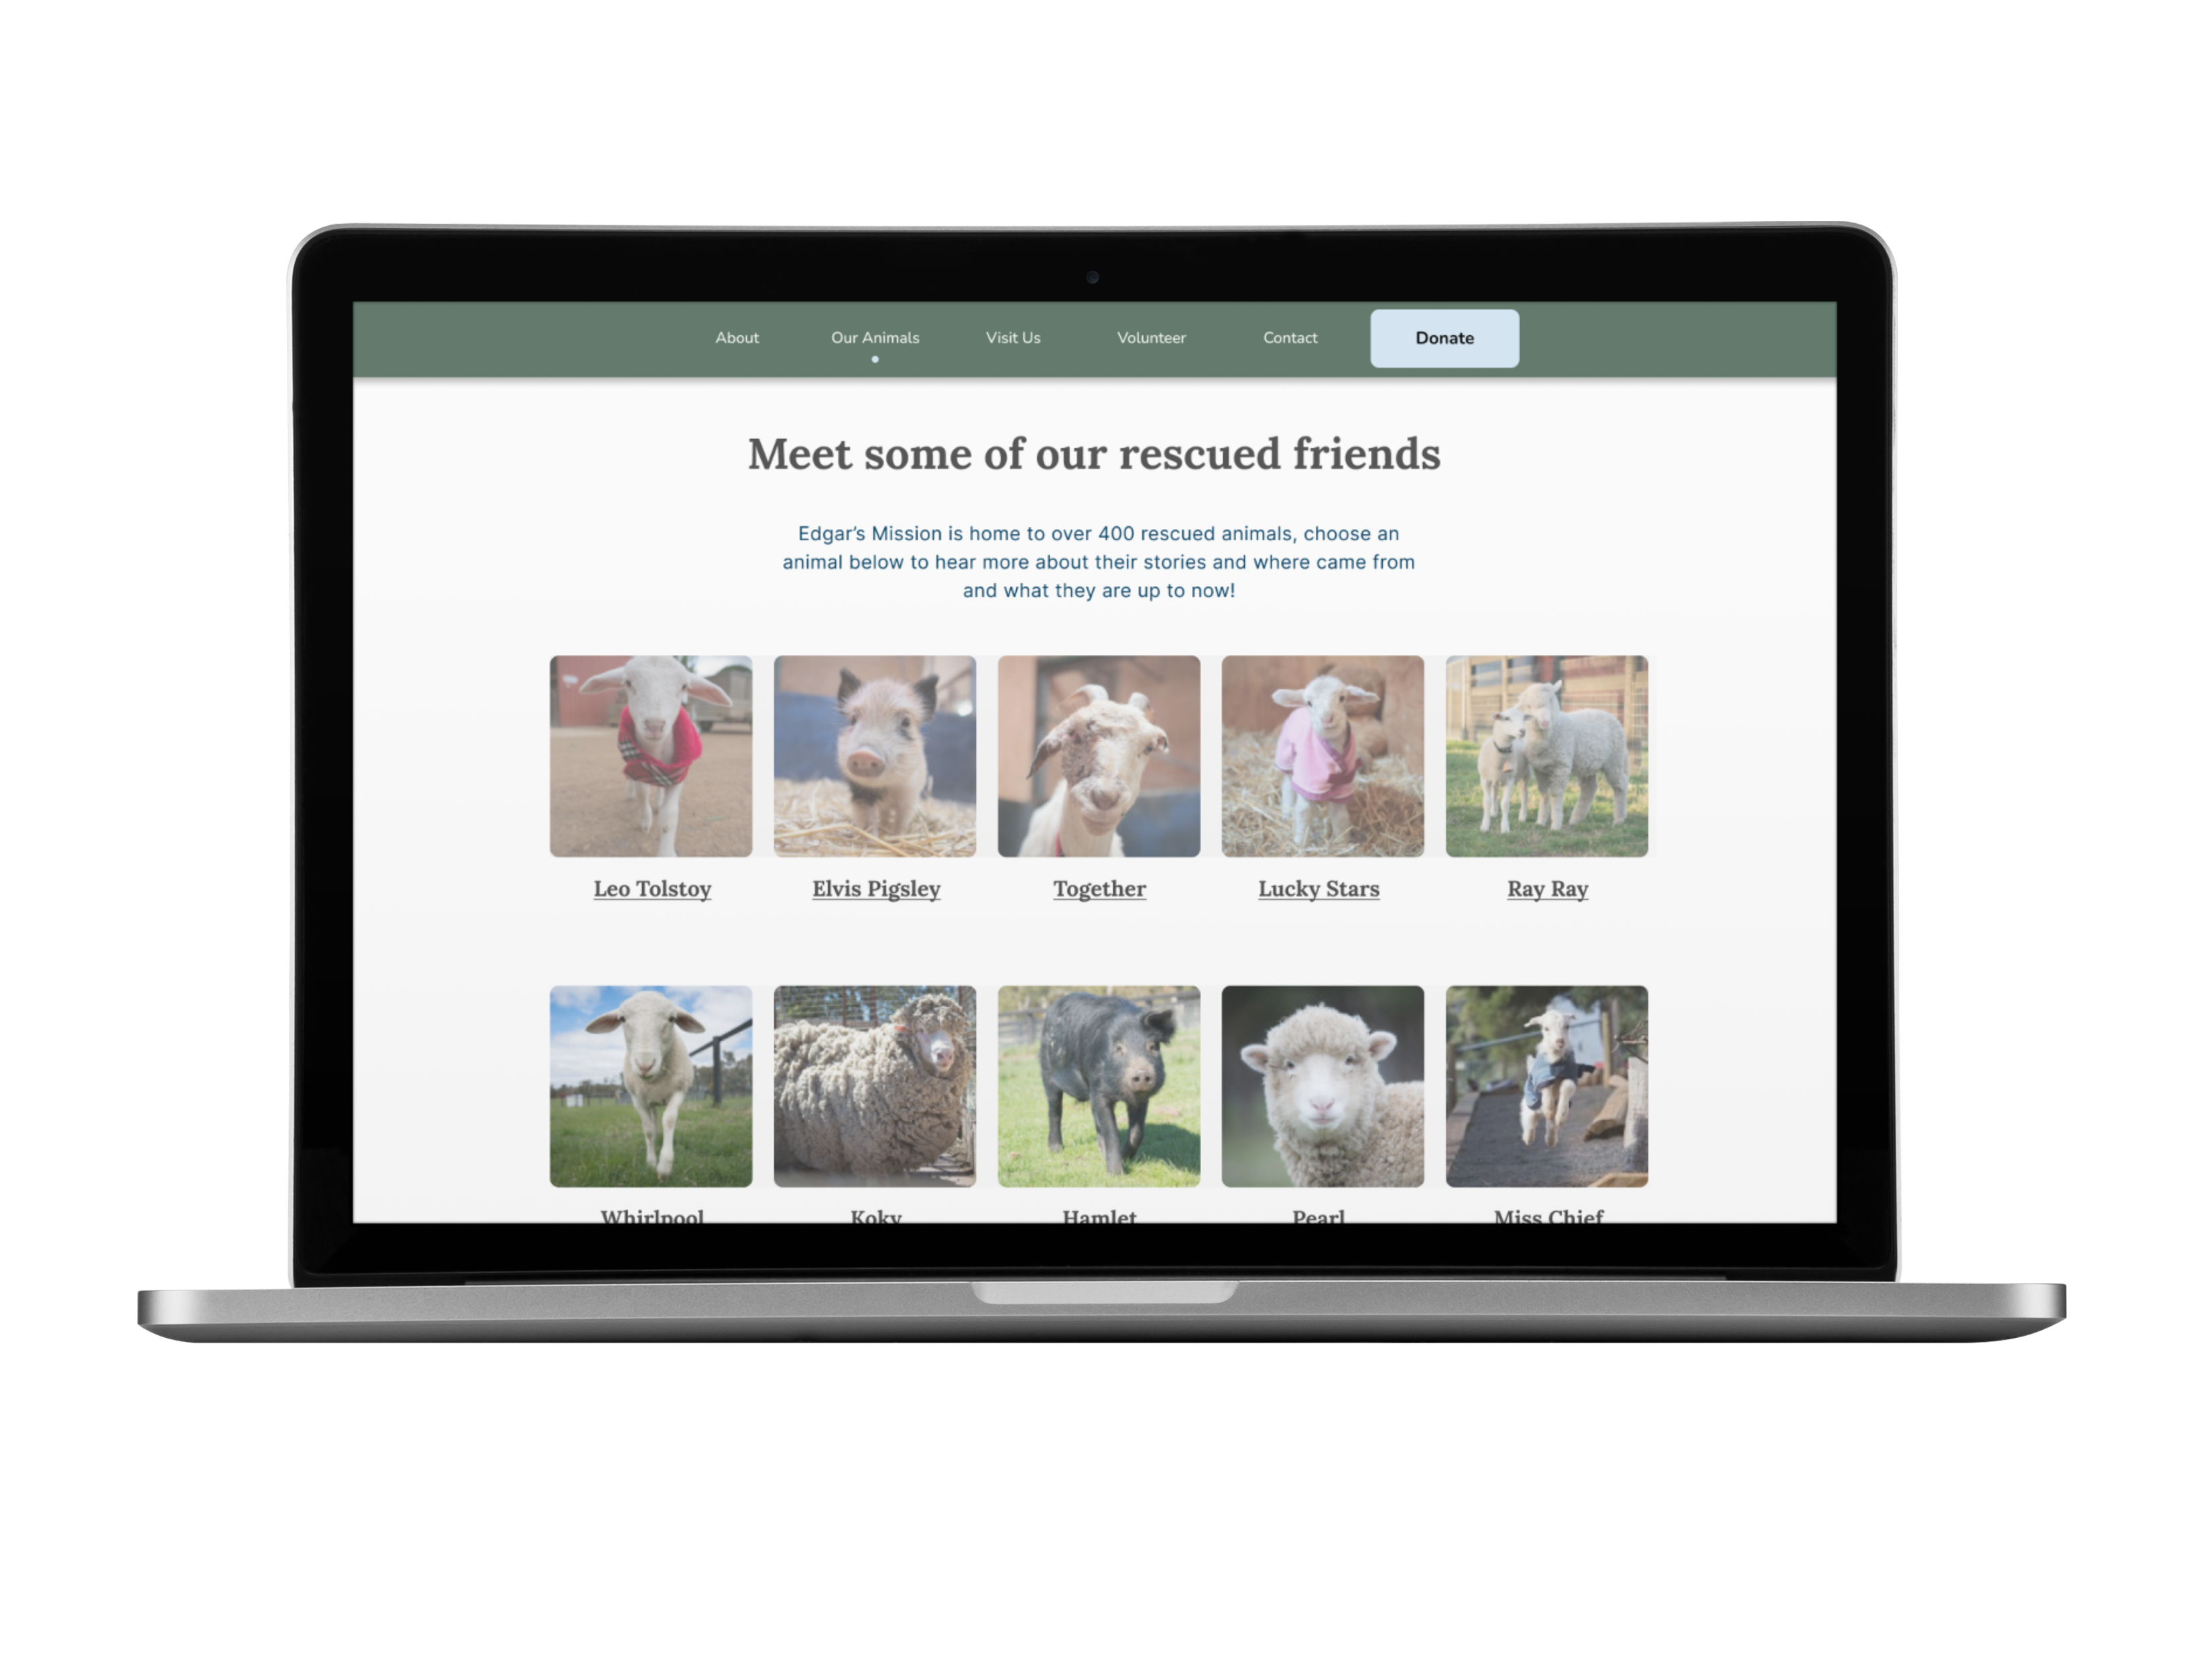 About Our Animals Visit Us Volunteer Contact Donate
Meet some of our rescued friends
Edgar’s Mission is home to over 400 rescued animals, choose an
animal below to hear more about their stories and where came from
and what they are up to now!
Leo Tolstoy Elvis Pigsley Together Lucky Stars Ray Ray
Whirlpool Koky Hamlet Pearl Miss Chief